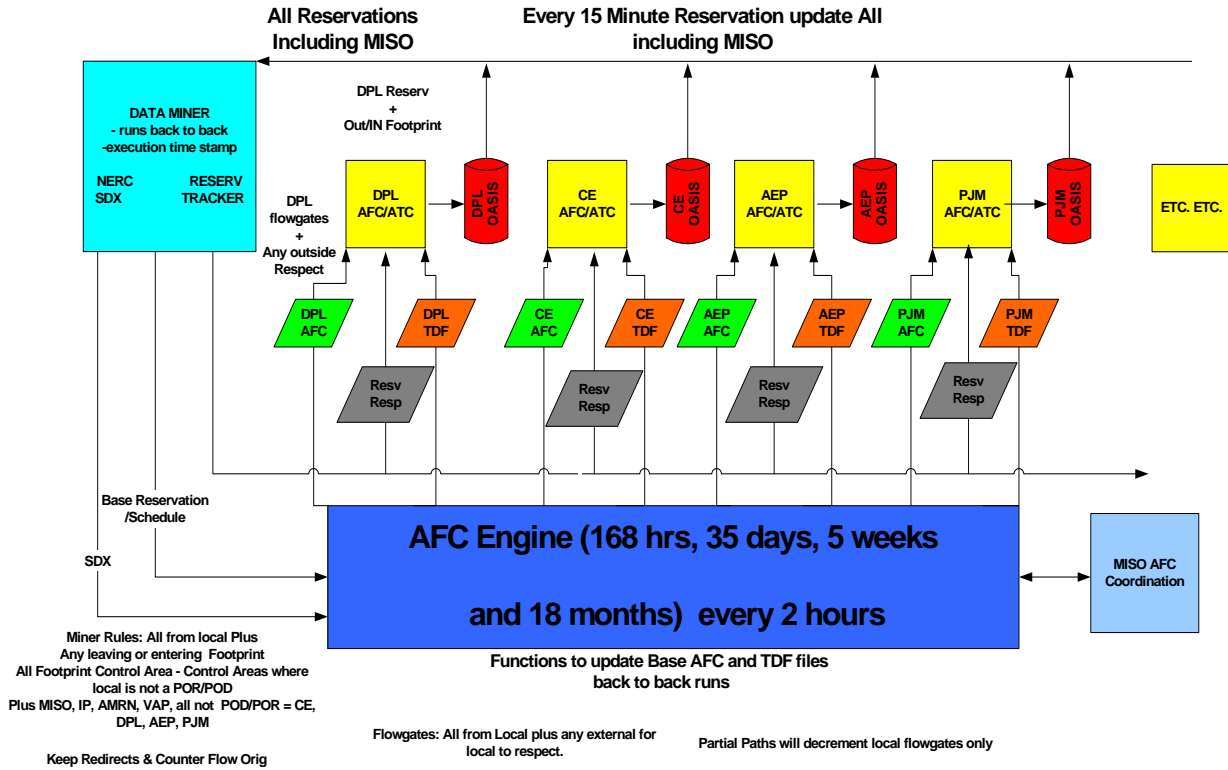 All Reservations
Including MISO
Every 15 Minute Reservation update All
including MISO
DATA MINER
- runs back to back
-execution time stamp
NERC
SDX
RESERV
TRACKER
DPL Reserv
+
Out/IN Footprint
DPL
flowgates
+
Any outside
Respect
DPL
AFC/ATC
DPL
OASIS
CE
AFC/ATC
CE
OASIS
AEP
AFC/ATC
AEP
OASIS
PJM
AFC/ATC
PJM
OASIS
ETC. ETC.
DPL
AFC
DPL
TDF
CE
AFC
CE
TDF
AEP
AFC
AEP
TDF
PJM
AFC
PJM
TDF
Resv
Resp
Resv
Resp
Resv
Resp
Resv
Resp
Base Reservation
/Schedule
SDX
AFC Engine (168 hrs, 35 days, 5 weeks
and 18 months)  every 2 hours
MISO AFC
Coordination
Miner Rules: All from local Plus
Any leaving or entering  Footprint
All Footprint Control Area - Control Areas where
local is not a POR/POD
Plus MISO, IP, AMRN, VAP, all not  POD/POR = CE,
DPL, AEP, PJM
Keep Redirects & Counter Flow Orig
Functions to update Base AFC and TDF files
back to back runs
Flowgates: All from Local plus any external for
local to respect.
Partial Paths will decrement local flowgates only